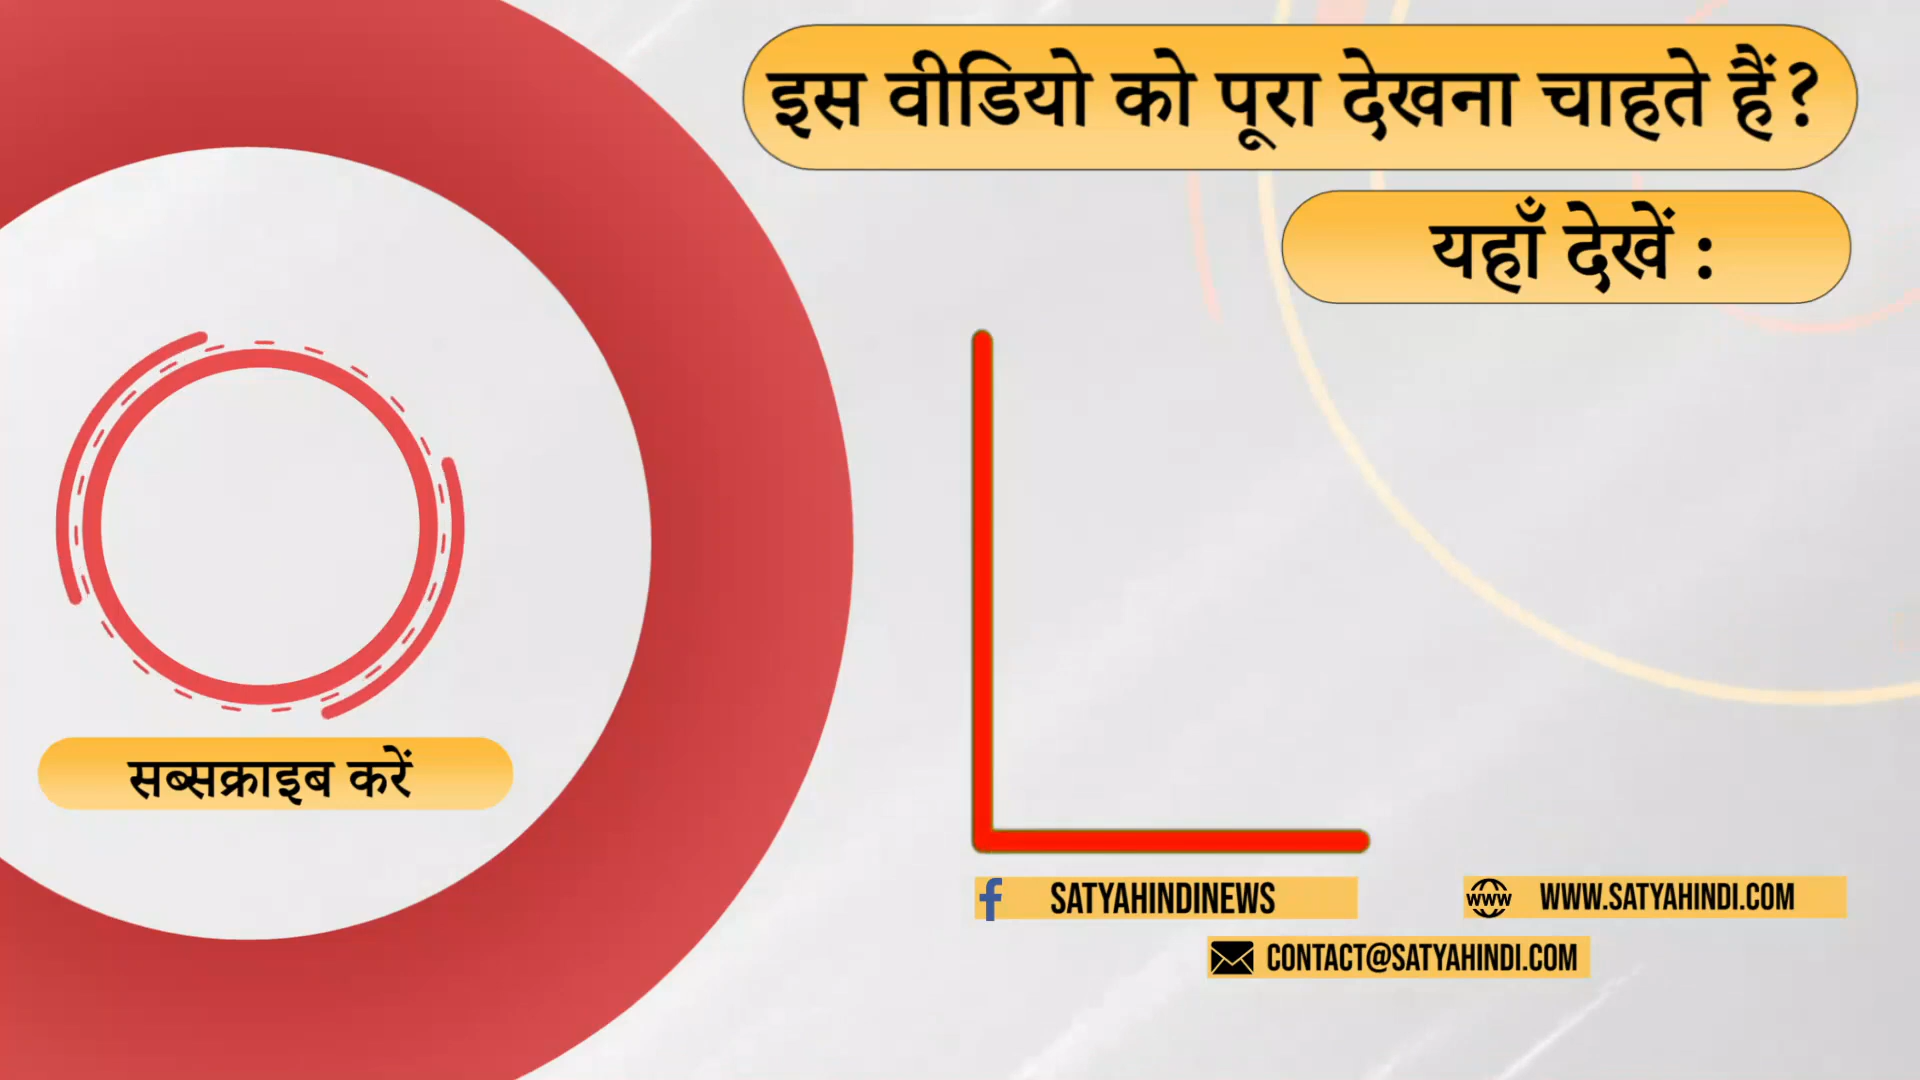 इस वीडियो को पूरा देखना चाहते हैं?
यहाँ देखें :
सब्सक्राइब करें
SATYAHINDINEWS
WWW WWW.SATYAHINDI.COM
CONTACT@SATYAHINDI.COM